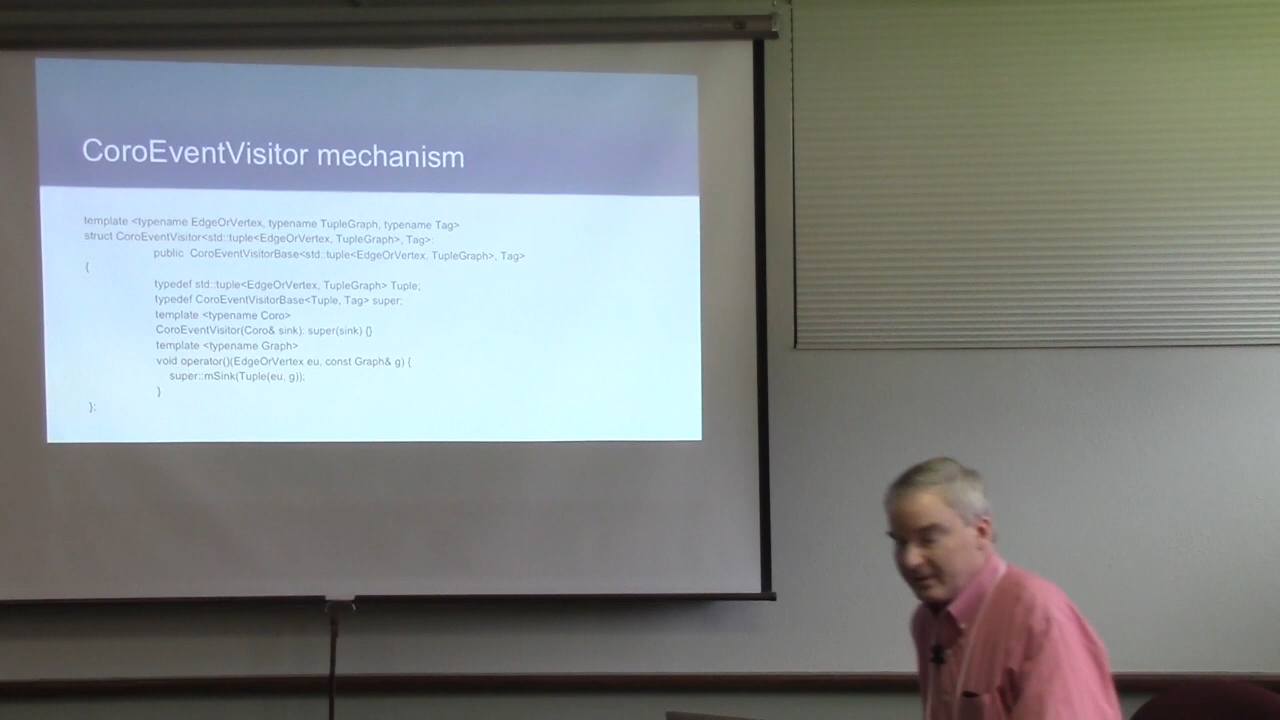 CoroEventVisitor mechanism
template <typename EdgeOrVertex, typename TupleGraph, typename Tag>
struct CoroEventVisitor<std::tuple<EdgeOrVertex, TupleGraph>, Tag>:
public CoroEventVisitorBase<std::tuple<EdgeOrVertex, TupleGraph>, Tag>
{
typedef std::tuple<EdgeOrVertex, TupleGraph> Tuple;
typedef CoroEventVisitorBase<Tuple, Tag> super;
template <typename Coro>
CoroEventVisitor(Coro& sink): super(sink) {}
template <typename Graph>
void operator()(EdgeOrVertex eu, const Graph& g) {
super::mSink(Tuple(eu, g));
}
};